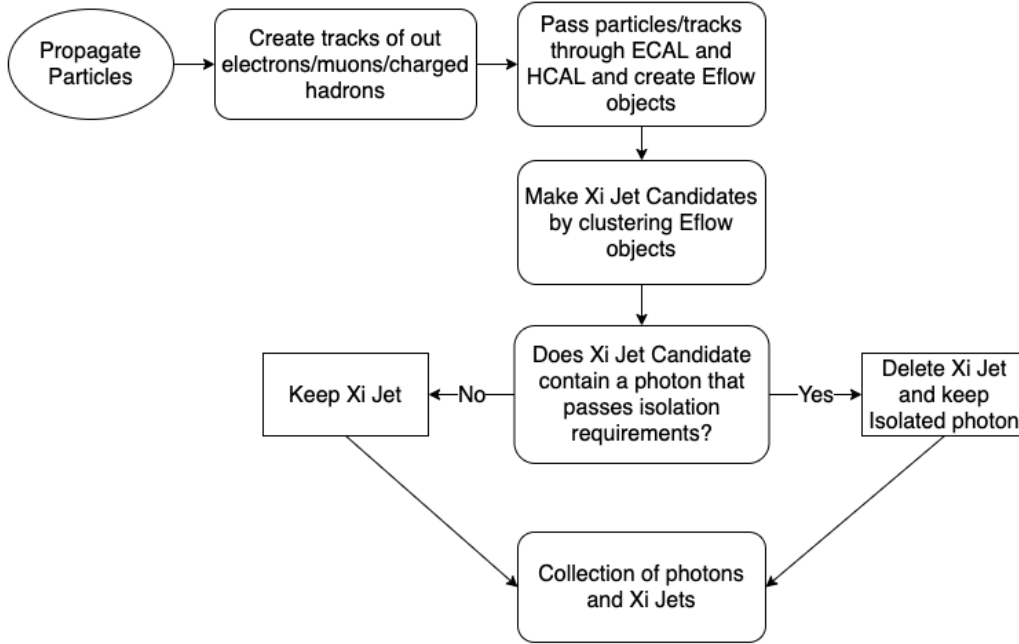 Propagate
Particles
Create tracks of out
electrons/muons/charged
hadrons
Pass particles/tracks
through ECAL and
HCAL and create Eflow
objects
Make Xi Jet Candidates
by clustering Eflow
objects
Does Xi Jet Candidate
contain a photon that
passes isolation
requirements?
No
Keep Xi Jet
Yes
Delete Xi Jet
and keep
Isolated photon
Collection of photons
and Xi Jets